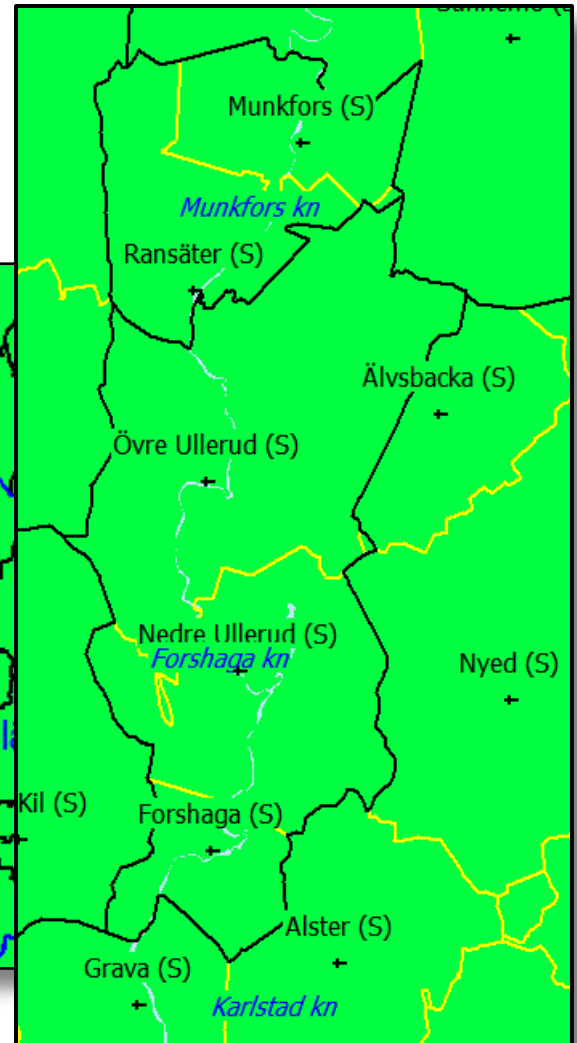 Munkfors (S)
Munkfors kn
Ransäter (S)
Älvsbacka (S)
Övre Ullerud (S)
Nedre Ullerud (S)
Forshaga kn
Nyed (S)
Kil (S)
Forshaga (S)
Alster (S)
Grava (S)
Karlstad kn